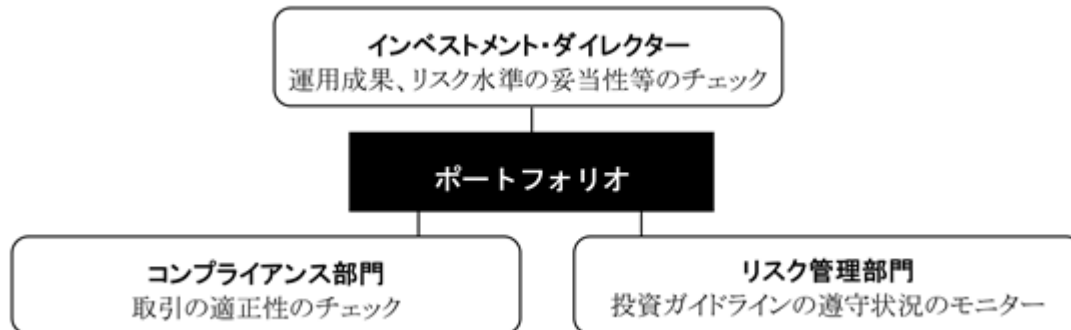 インベストメント・ダイレクター
運用成果、リスク水準の妥当性等のチェック
ポートフォリオ
コンプライアンス部門
取引の適正性のチェック
リスク管理部門
投資ガイドラインの遵守状況のモニター